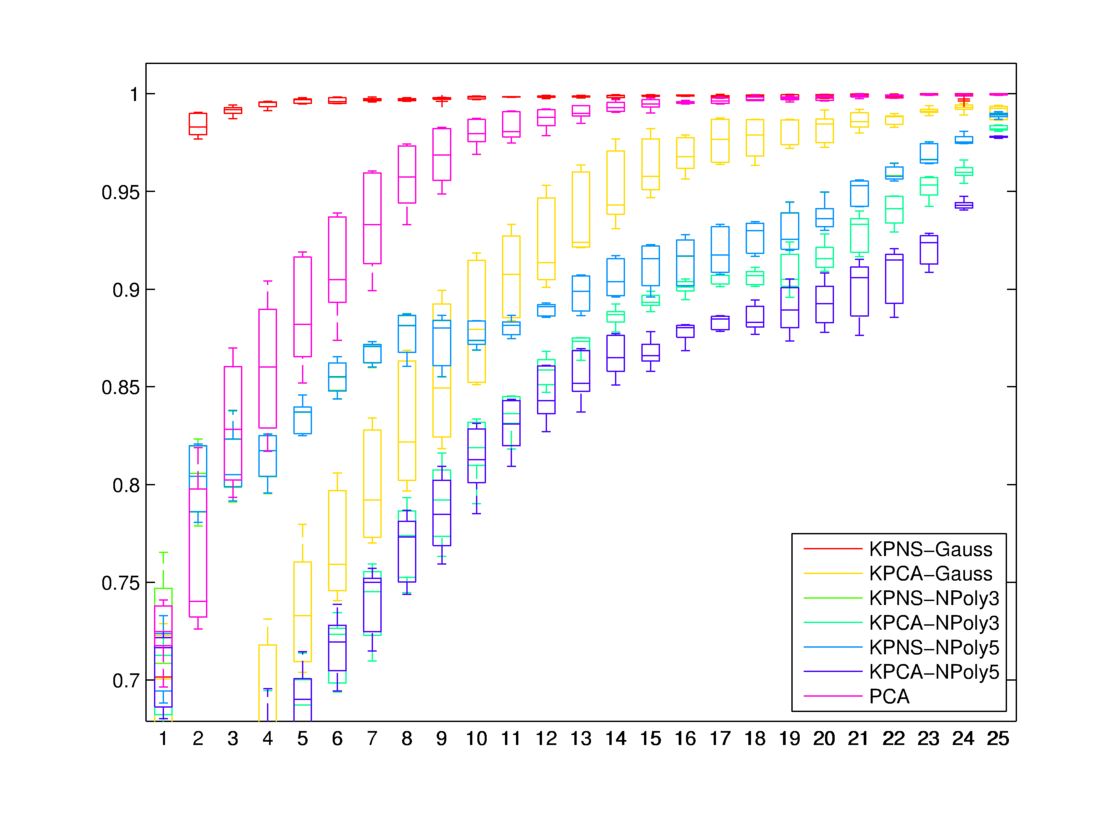 1
0.95
0.9
0.85
0.8
0.75
0.7
KPNS−Gauss
KPCA−Gauss
KPNS−NPoly3
KPCA−NPoly3
KPNS−NPoly5
KPCA−NPoly5
PCA
1 2 3 4 5 6 7 8 9 10 11 12 13 14 15 16 17 18 19 20 21 22 23 24 25